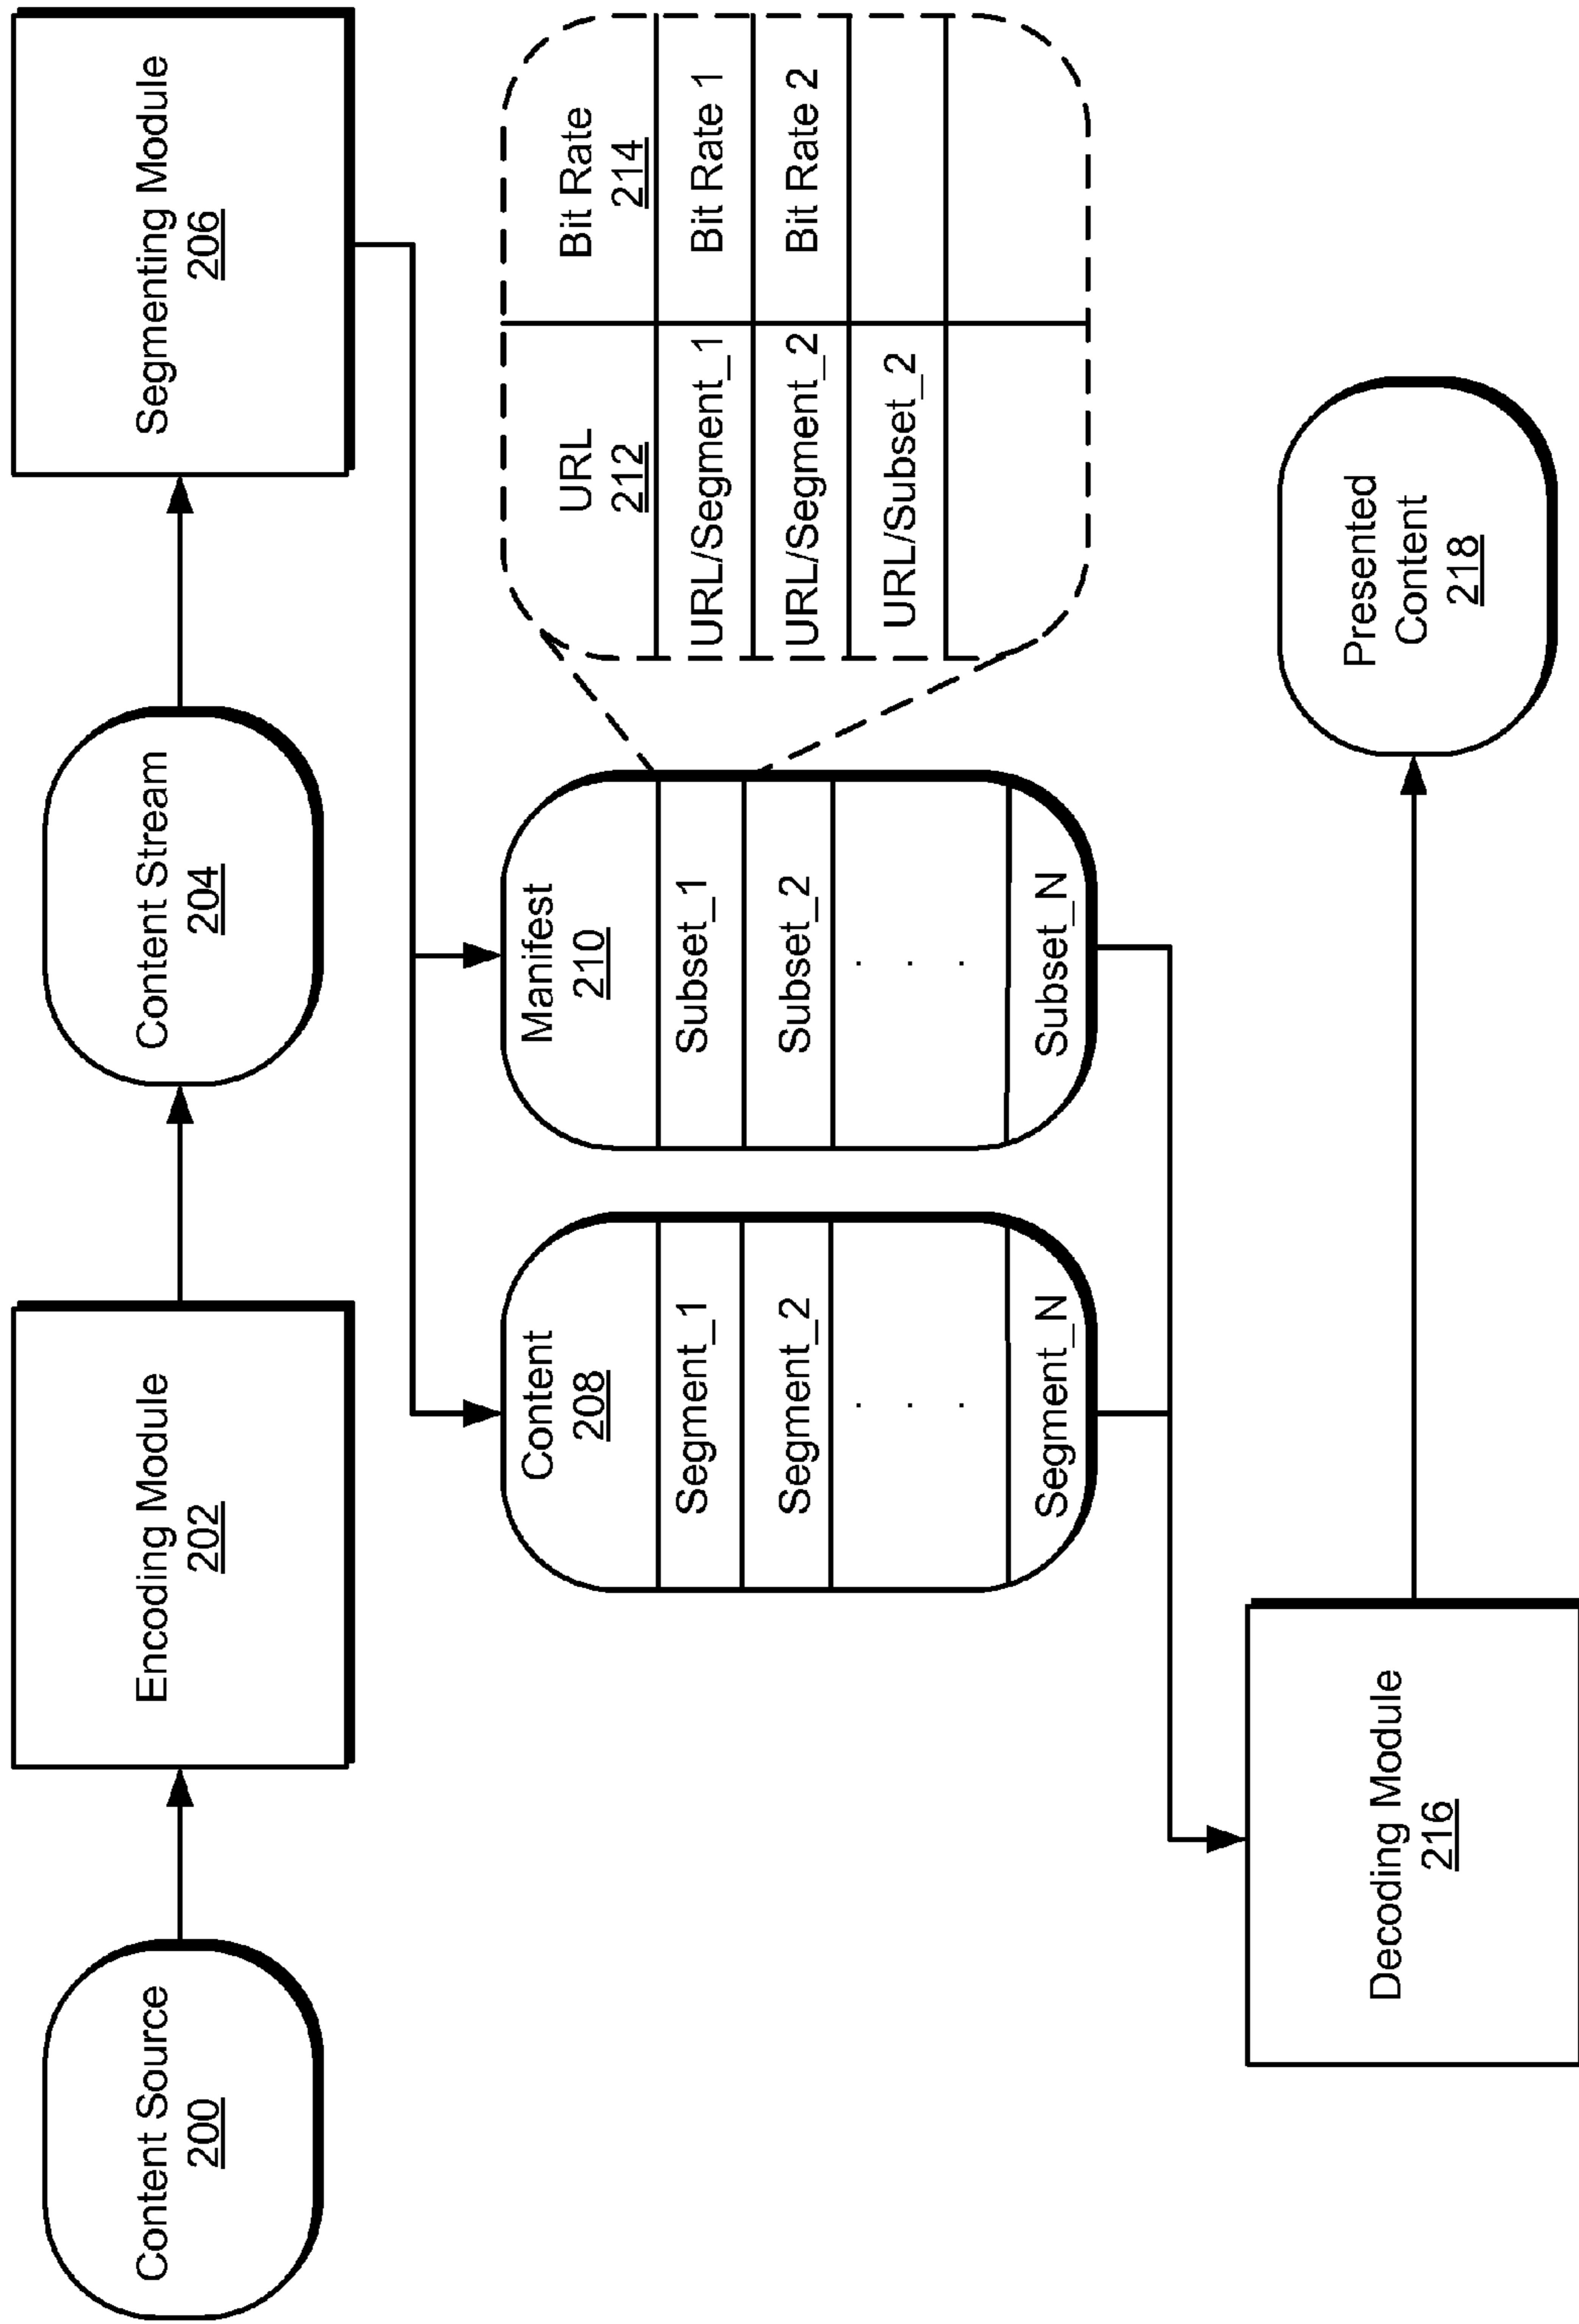 Content Source
200
Encoding Module
202
Content Stream
204
Segmenting Module
206
Content
208
Segment_1
Segment_2
. . .
Segment_N
Manifest
210
Subset_1
Subset_2
. . .
Subset_N
URL
212
Bit Rate
214
URL/Segment_1
Bit Rate 1
URL/Segment_2
Bit Rate 2
URL/Subset_2
Decoding Module
216
Presented
Content
218